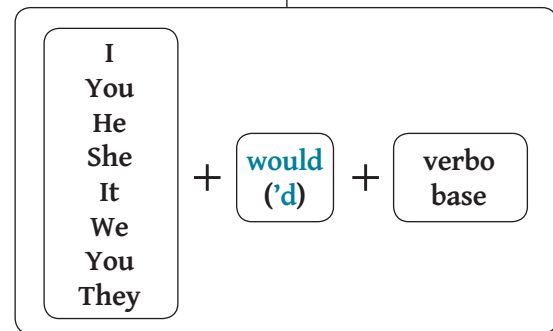 I
You
He
She
It
We
You
They
+
would
('d)
+
verbo
base